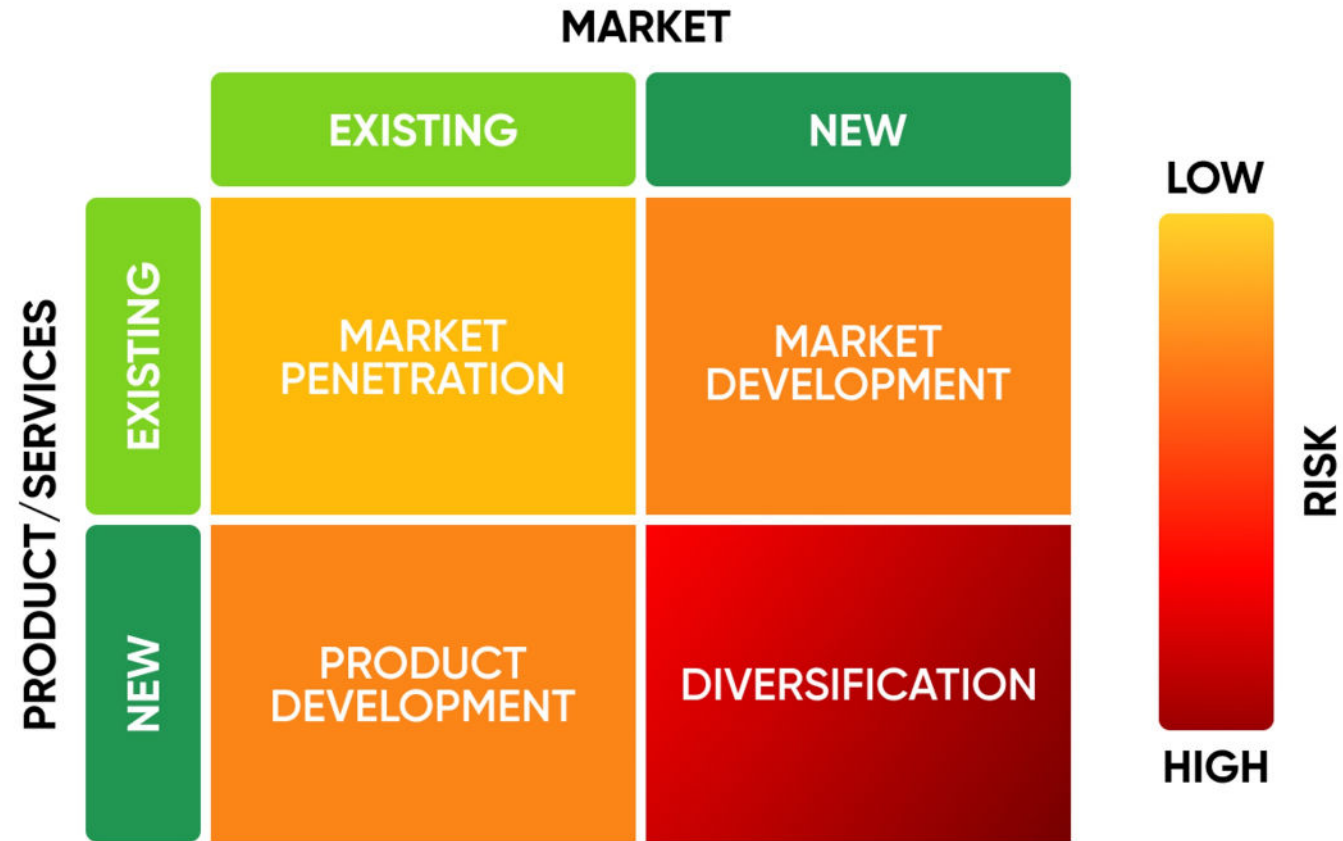 MARKET
EXISTING
NEW
LOW
PRODUCT/SERVICES
EXISTING
MARKET
PENETRATION
MARKET
DEVELOPMENT
RISK
NEW
PRODUCT
DEVELOPMENT
DIVERSIFICATION
HIGH